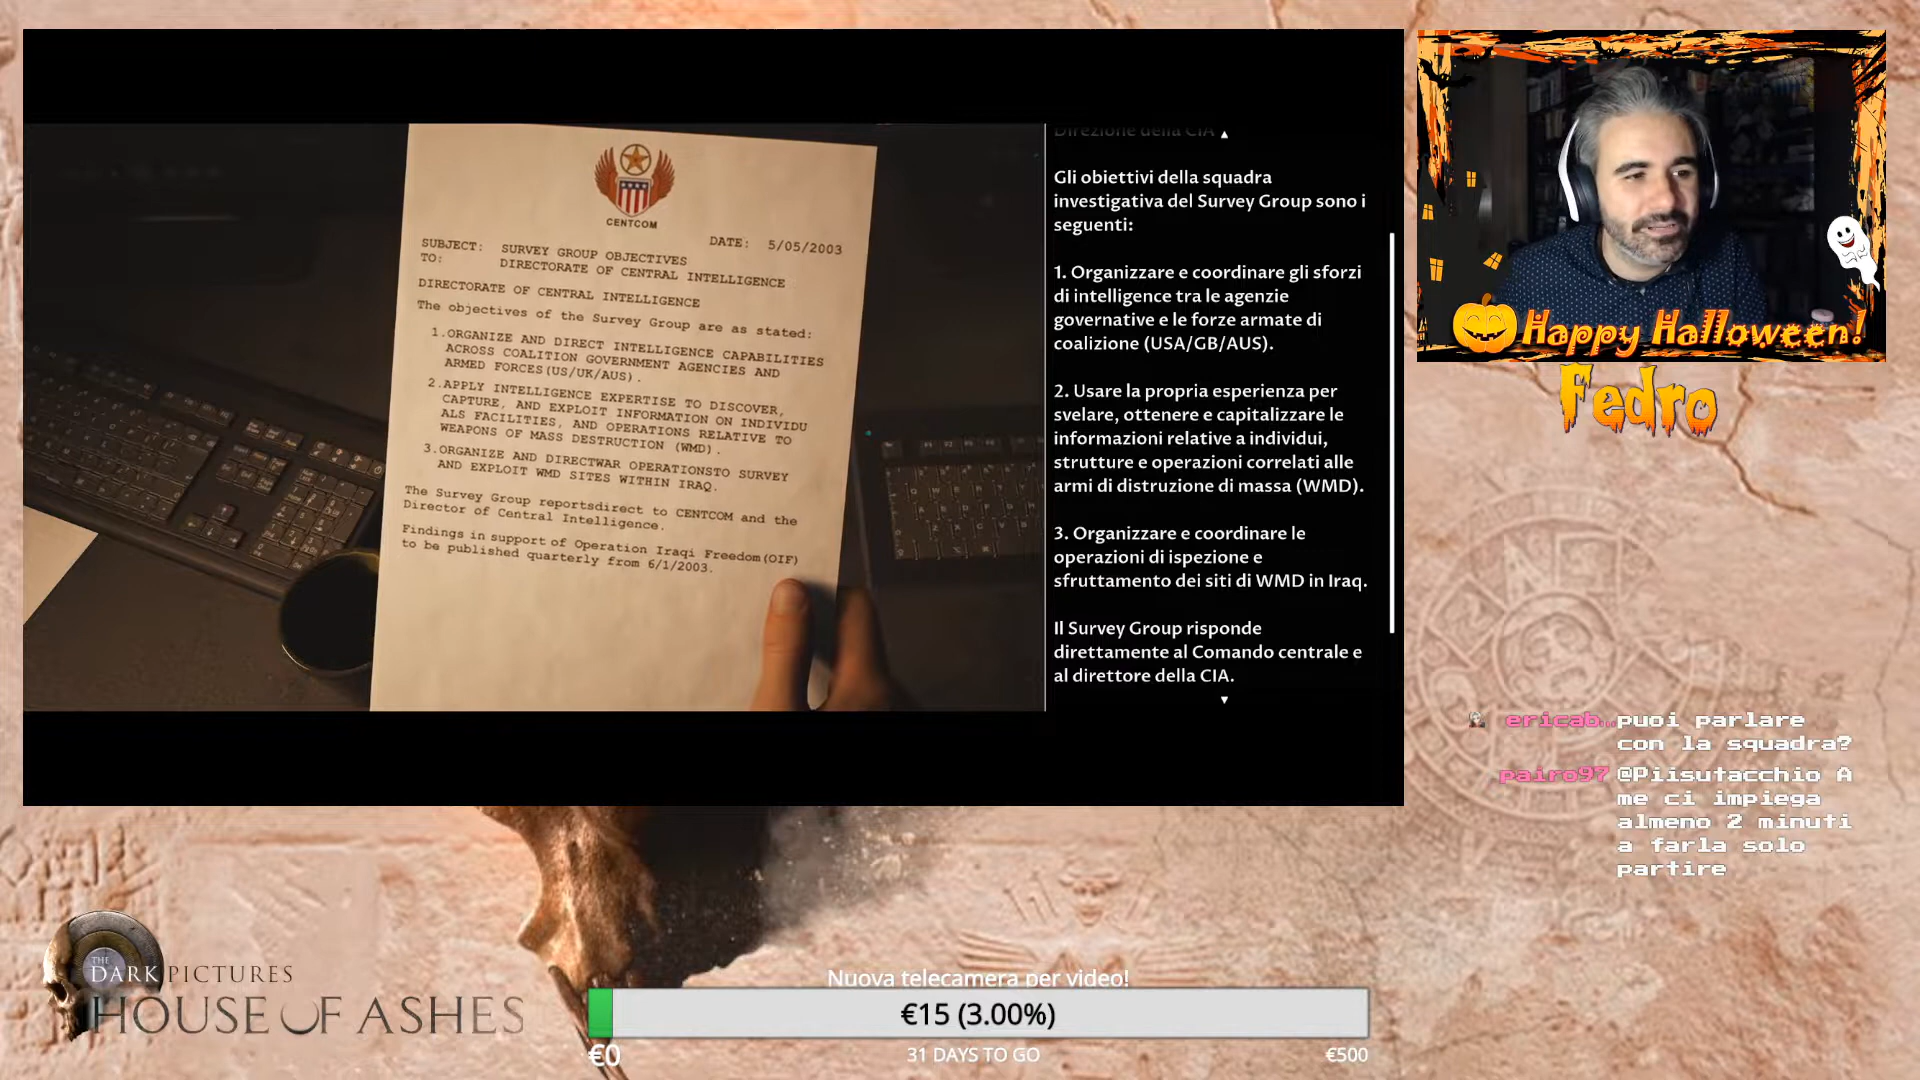 CENTCOM
DATE: 5/05/2003
SUBJECT: SURVEY GROUP OBJECTIVES
TO: DIRECTORATE OF CENTRAL INTELLIGENCE
DIRECTORATE OF CENTRAL INTELLIGENCE
The objectives of the Survey Group are as stated:
1.ORGANIZE AND DIRECT INTELLIGENCE CAPABILITIES
ACROSS COALITION GOVERNMENT AGENCIES AND
ARMED FORCES(US/UK/AUS).
2.APPLY INTELLIGENCE EXPERTISE TO DISCOVER,
CAPTURE, AND EXPLOIT INFORMATION ON INDIVIDU
ALS FACILITIES, AND OPERATIONS RELATIVE TO
WEAPONS OF MASS DESTRUCTION (WMD).
3.ORGANIZE AND DIRECTWAR OPERATIONSTO SURVEY
AND EXPLOIT WMD SITES WITHIN IRAQ.
The Survey Group reportsdirect to CENTCOM and the
Director of Central Intelligence.
Findings in support of Operation Iraqi Freedom(OIF)
to be published quarterly from 6/1/2003.
Direzione della CIA
Gli obiettivi della squadra
investigativa del Survey Group sono i
seguenti:
1. Organizzare e coordinare gli sforzi
di intelligence tra le agenzie
governative e le forze armate di
coalizione (USA/GB/AUS).
2. Usare la propria esperienza per
svelare, ottenere e capitalizzare le
informazioni relative a individui,
strutture e operazioni correlati alle
armi di distruzione di massa (WMD).
3. Organizzare e coordinare le
operazioni di ispezione e
sfruttamento dei siti di WMD in Iraq.
Il Survey Group risponde
direttamente al Comando centrale e
al direttore della CIA.
Happy Halloween!
Fedro
ericab... puoi parlare
con la squadra?
pairo97 @Piisutacchio A
me ci impiega
almeno 2 minuti
a farla solo
partire
THE
DARK PICTURES
HOUSE OF ASHES
Nuova telecamera per video!
€15 (3.00%)
€0 31 DAYS TO GO €500